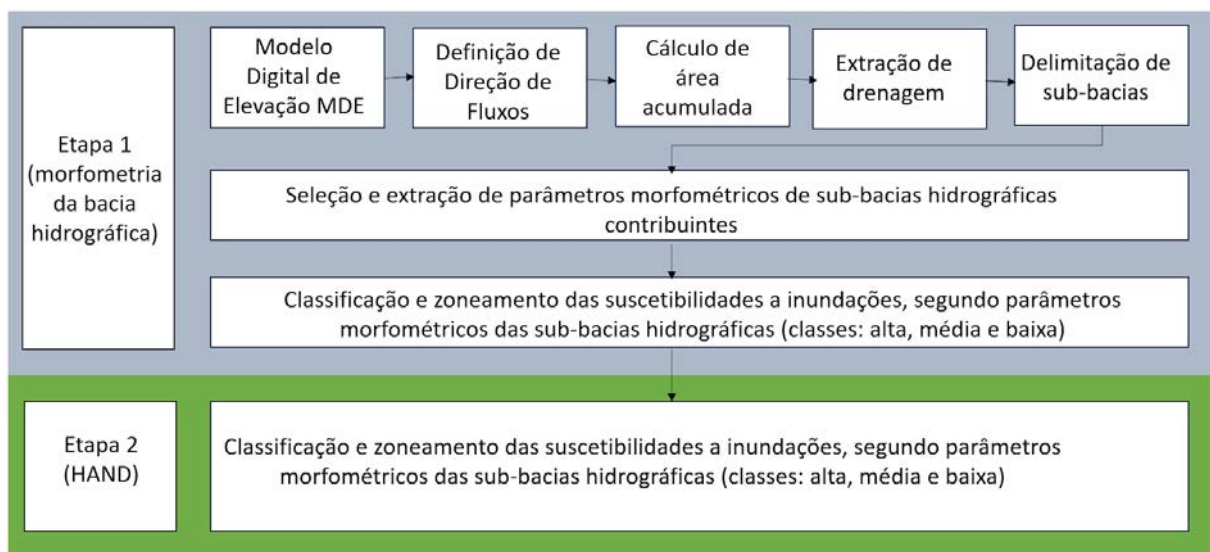 Etapa 1
(morfometria
da bacia
hidrográfica)
Modelo
Digital de
Elevação MDE
Definição de
Direção de
Fluxos
Cálculo de
área
acumulada
Extração de
drenagem
Delimitação de
sub-bacias
Seleção e extração de parâmetros morfométricos de sub-bacias hidrográficas
contribuintes
Classificação e zoneamento das suscetibilidades a inundações, segundo parâmetros
morfométricos das sub-bacias hidrográficas (classes: alta, média e baixa)
Etapa 2
(HAND)
Classificação e zoneamento das suscetibilidades a inundações, segundo parâmetros
morfométricos das sub-bacias hidrográficas (classes: alta, média e baixa)